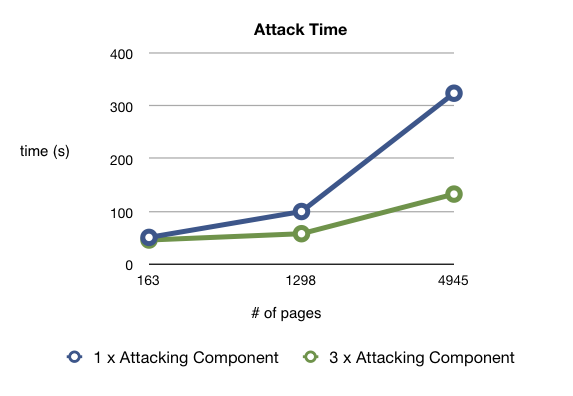 Attack Time
400
300
time (s)
200
100
0
163 1298 4945
# of pages
1 x Attacking Component 3 x Attacking Component